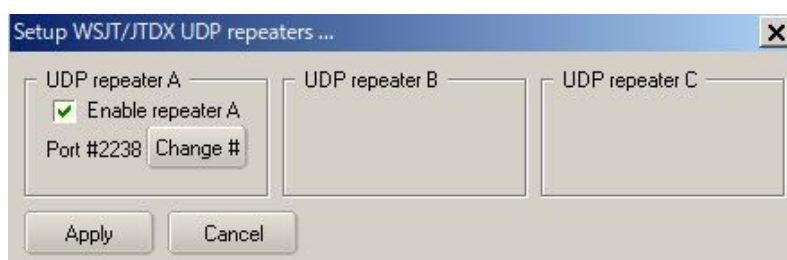 Setup WSJT/JTDX UDP repeaters ...
UDP repeater A
Enable repeater A
Port #2238 Change #
UDP repeater B
UDP repeater C
Apply Cancel